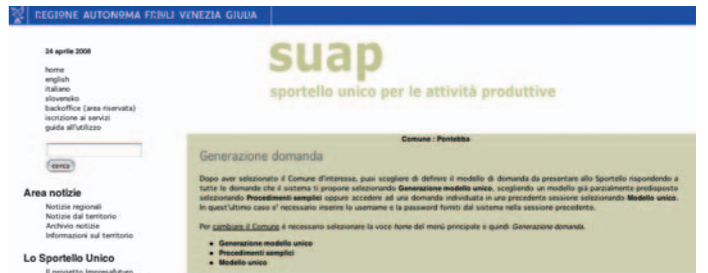 REGIONE AUTONOMA FRIULI VENEZIA GIULIA
24 aprile 2008
home
english
italiano
slovensko
backoffice (area riservata)
iscrizione ai servizi
guida all'utilizzo
cerca
Area notizie
Notizie regionali
Notizie dal territorio
Archivio notizie
Informazioni sul territorio
Lo Sportello Unico
Il progetto Impresafutura
suap
sportello unico per le attività produttive
Comune : Pontebba
Generazione domanda
Dopo aver selezionato il Comune d'interesse, puoi scegliere di definire il modello di domanda da presentare allo Sportello rispondendo a
tutte le domande che il sistema ti propone selezionando Generazione modello unico, scegliendo un modello già parzialmente predisposto
selezionando Procedimenti semplici oppure accedere ad una domanda individuata in una precedente sessione selezionando Modello unico.
In quest'ultimo caso e' necessario inserire lo username e la password forniti dal sistema nella sessione precedente.
Per cambiare il Comune è necessario selezionare la voce home del menù principale e quindi Generazione domanda.
Generazione modello unico
Procedimenti semplici
Modello unico